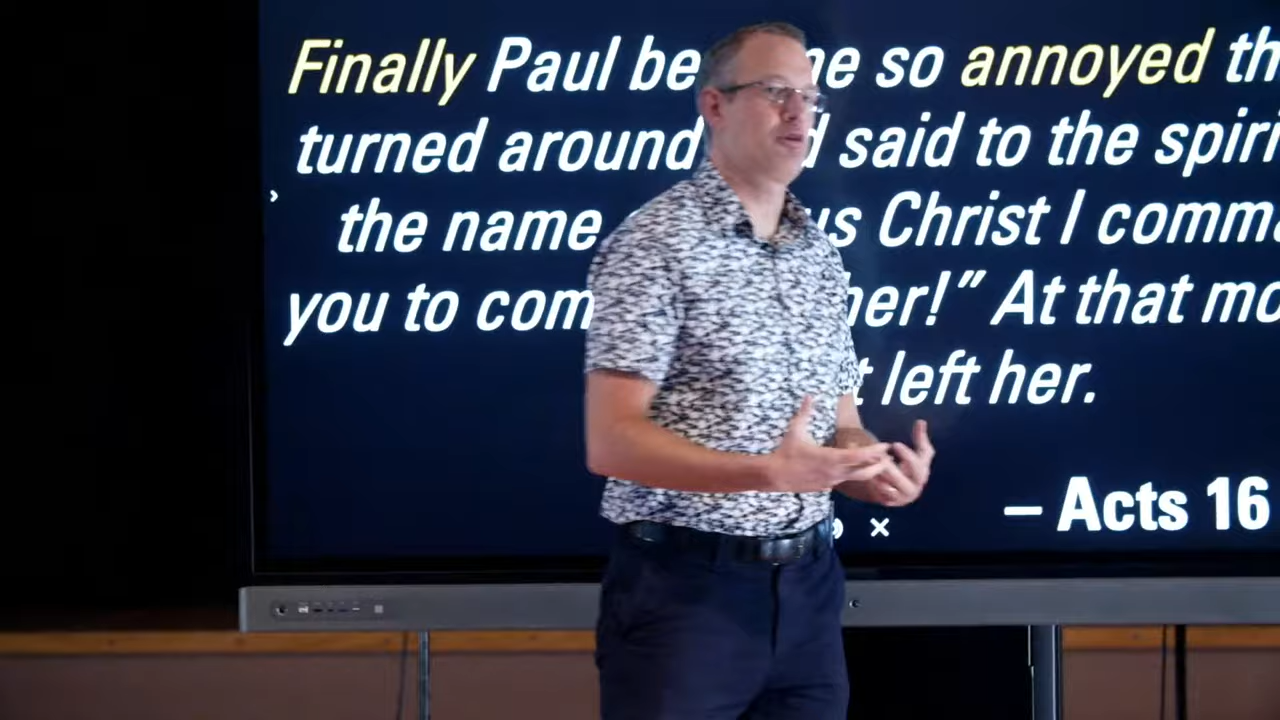 Finally Paul be me so annoyed th
turned around d said to the spiri
the name us Christ I comma
you to com her!” At that mo
t left her.
– Acts 16